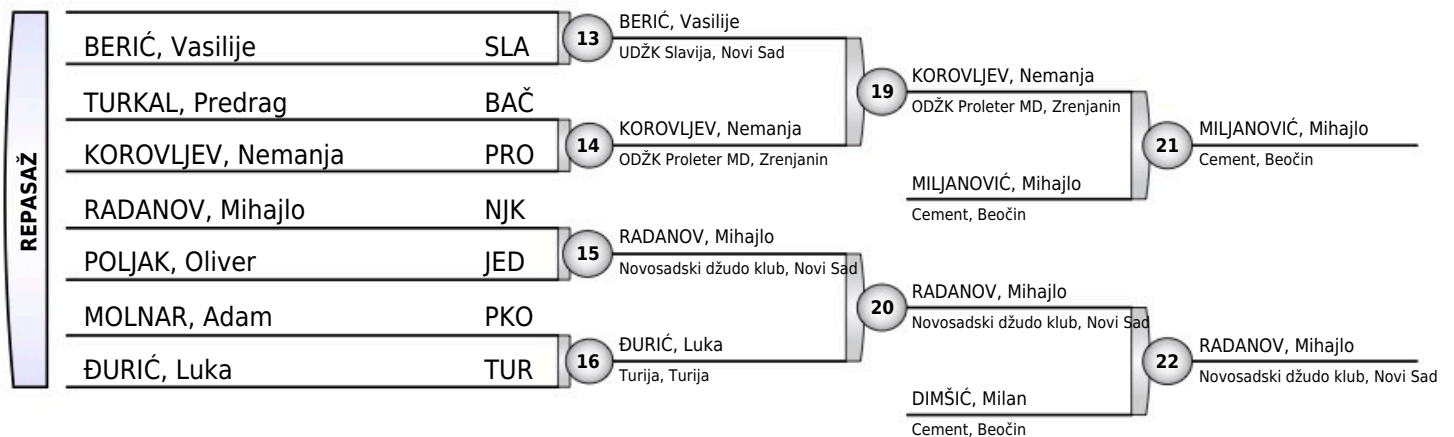 REPASAŽ
BERIĆ, Vasilije SLA
TURKAL, Predrag BAČ
KOROVLJEV, Nemanja PRO
RADANOV, Mihajlo NJK
POLJAK, Oliver JED
MOLNAR, Adam PKO
ĐURIĆ, Luka TUR
13
BERIĆ, Vasilije
UDŽK Slavija, Novi Sad
14
KOROVLJEV, Nemanja
ODŽK Proleter MD, Zrenjanin
15
RADANOV, Mihajlo
Novosadski džudo klub, Novi Sad
16
ĐURIĆ, Luka
Turija, Turija
19
KOROVLJEV, Nemanja
ODŽK Proleter MD, Zrenjanin
MILJANOVIĆ, Mihajlo
Cement, Beočin
20
RADANOV, Mihajlo
Novosadski džudo klub, Novi Sad
DIMŠIĆ, Milan
Cement, Beočin
21
MILJANOVIĆ, Mihajlo
Cement, Beočin
22
RADANOV, Mihajlo
Novosadski džudo klub, Novi Sad